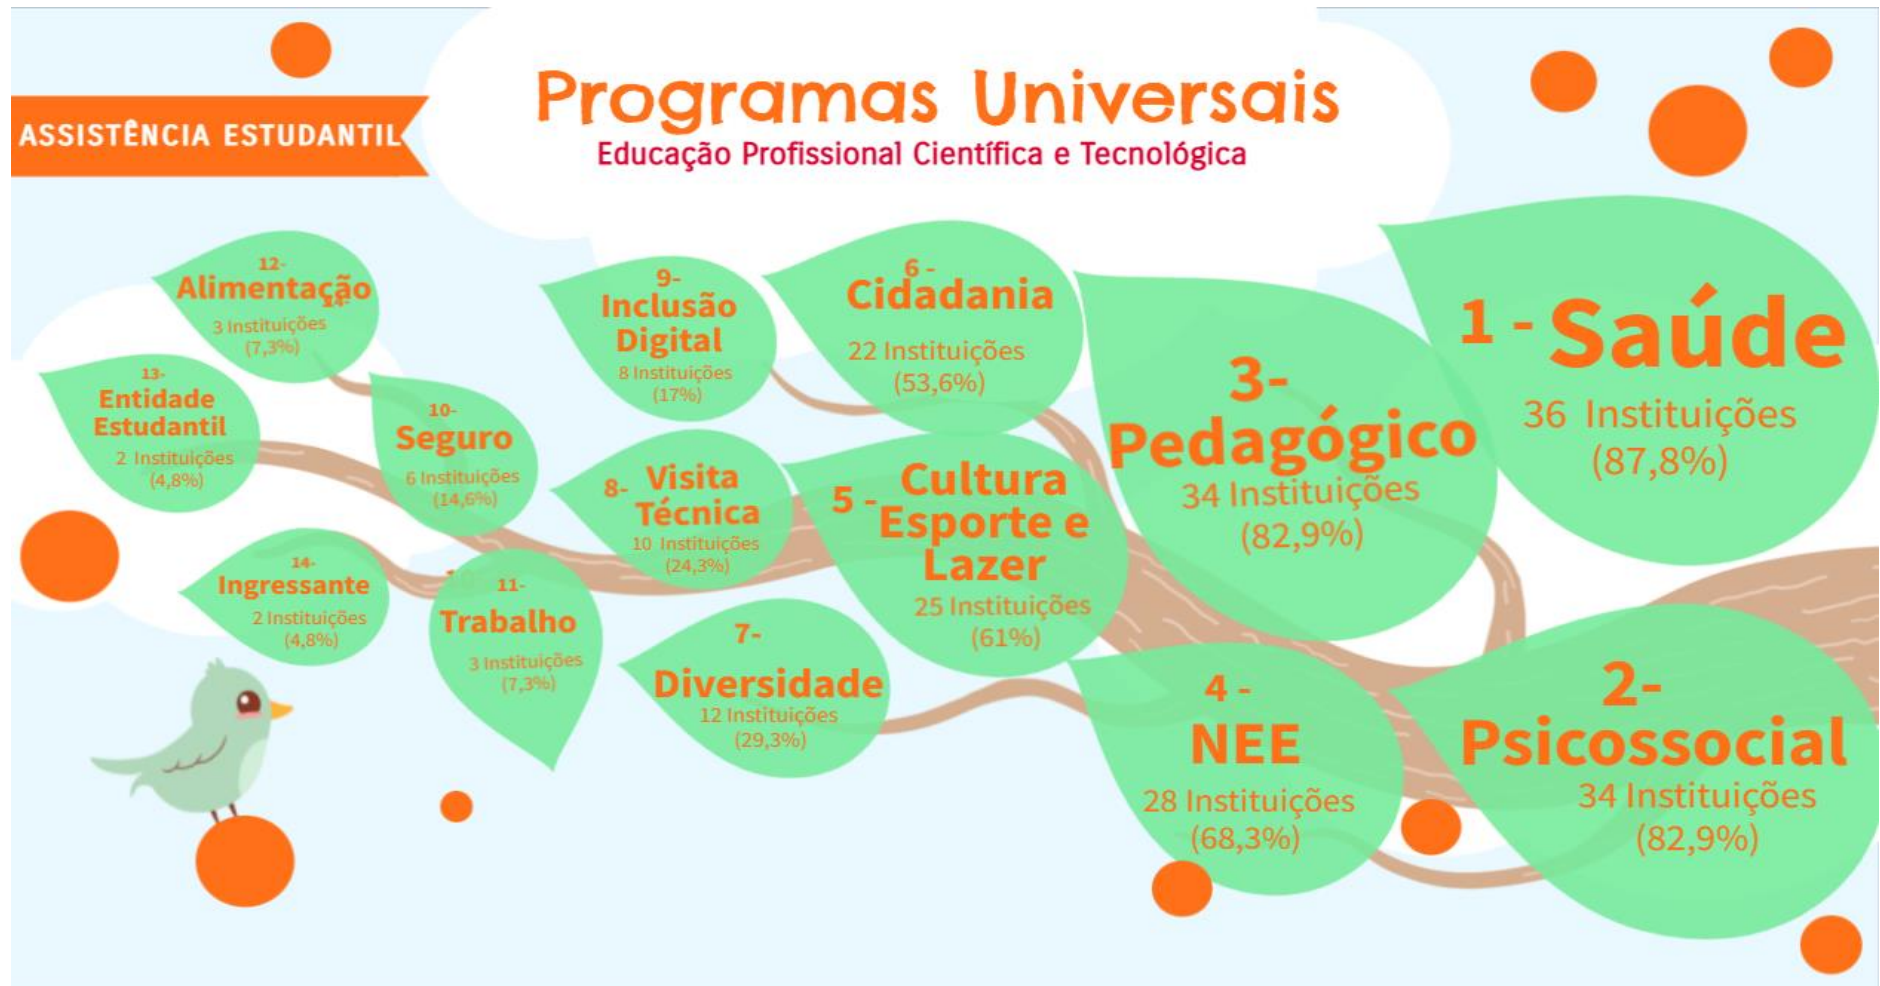 ASSISTÊNCIA ESTUDANTIL
Programas Universais
Educação Profissional Científica e Tecnológica
1 - Saúde
36 Instituições
(87,8%)
2-
Psicossocial
34 Instituições
(82,9%)
3-
Pedagógico
34 Instituições
(82,9%)
4 -
NEE
28 Instituições
(68,3%)
5 - Cultura
Esporte e
Lazer
25 Instituições
(61%)
6 -
Cidadania
22 Instituições
(53,6%)
7-
Diversidade
12 Instituições
(29,3%)
8- Visita
Técnica
10 Instituições
(24,3%)
9-
Inclusão
Digital
8 Instituições
(17%)
10-
Seguro
6 Instituições
(14,6%)
11-
Trabalho
3 Instituições
(7,3%)
12-
Alimentação
14-
3 Instituições
(7,3%)
13-
Entidade
Estudantil
2 Instituições
(4,8%)
14-
Ingressante
2 Instituições
(4,8%)